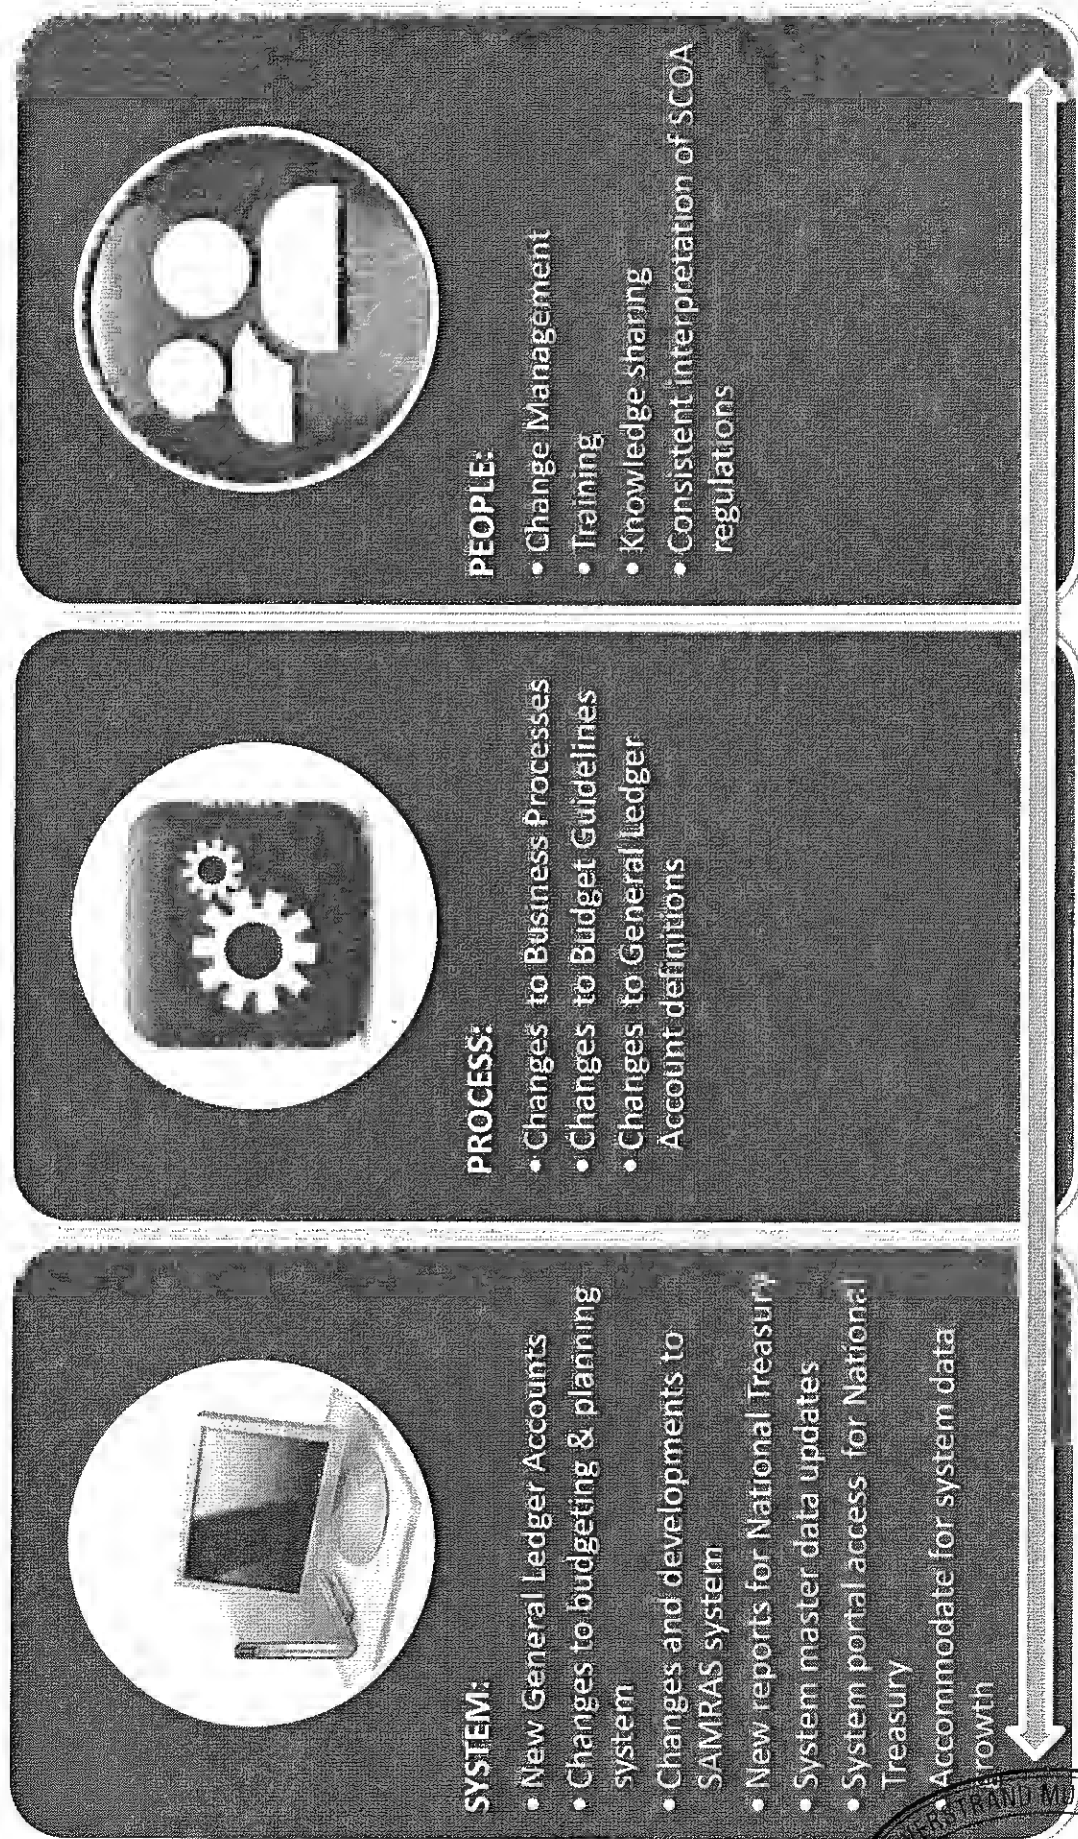 SYSTEM:
• New General Ledger Accounts
• Changes to budgeting & planning
system
• Changes and developments to
SAMRAS system
• New reports for National Treasury
• System master data updates
• System portal access for National
Treasury
• Accommodate for system data
rowth
PROCESS:
• Changes to Business Processes
• Changes to Budget Guidelines
• Changes to General Ledger
Account definitions
PEOPLE:
• Change Management
• Training
• Knowledge sharing
• Consistent interpretation of SCOA
regulations